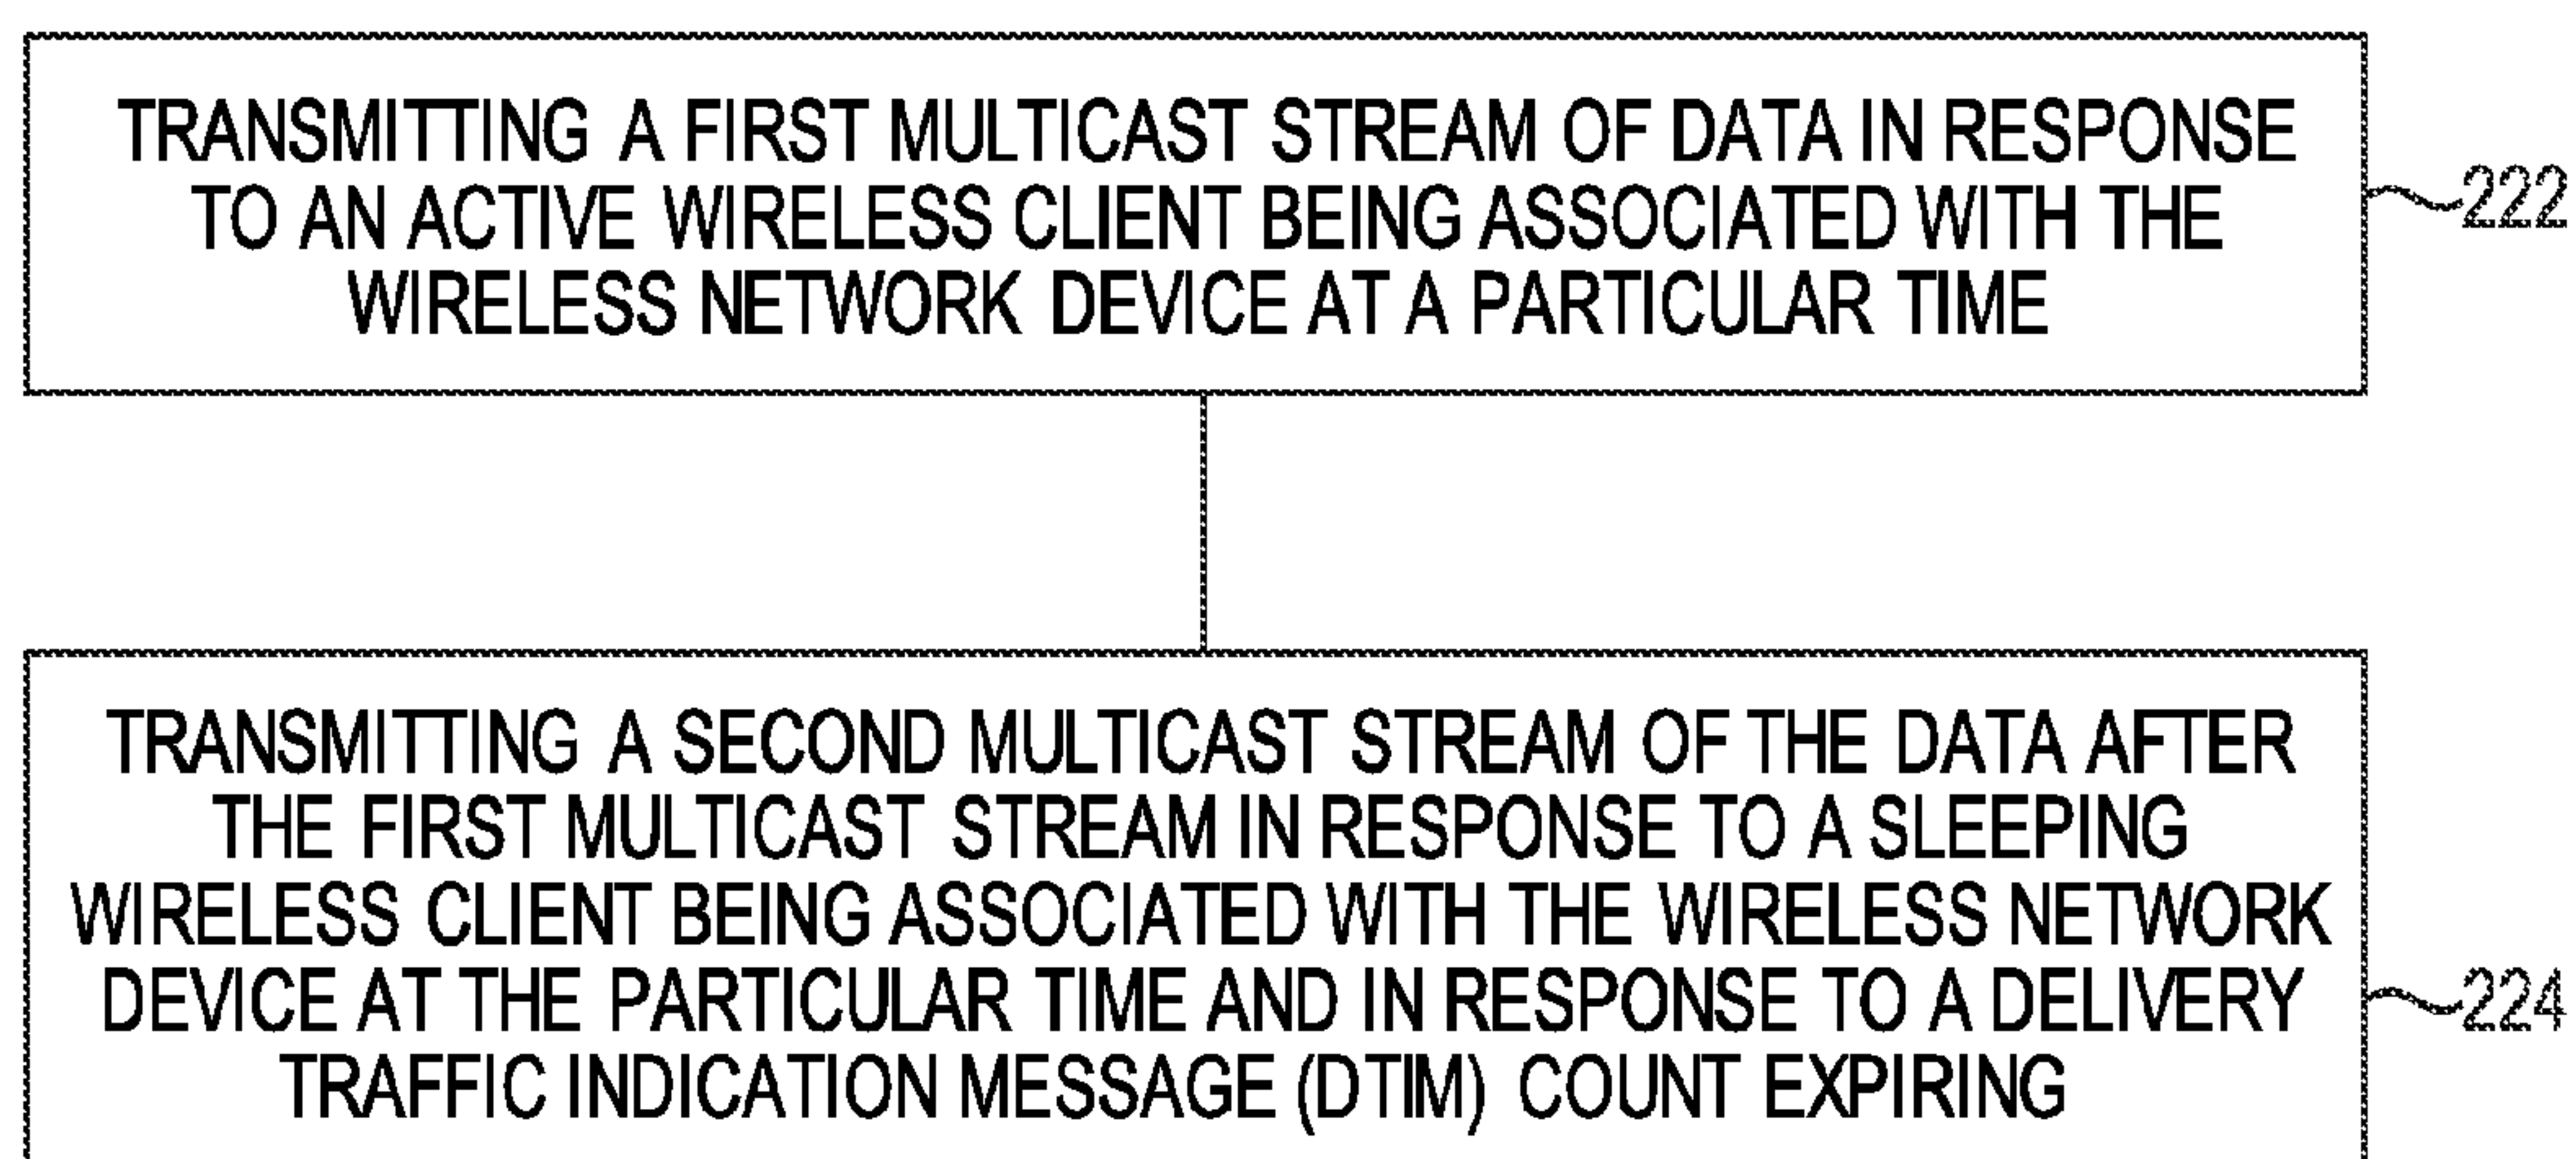 TRANSMITTING A FIRST MULTICAST STREAM OF DATA IN RESPONSE
TO AN ACTIVE WIRELESS CLIENT BEING ASSOCIATED WITH THE
WIRELESS NETWORK DEVICE AT A PARTICULAR TIME
222
TRANSMITTING A SECOND MULTICAST STREAM OF THE DATA AFTER
THE FIRST MULTICAST STREAM IN RESPONSE TO A SLEEPING
WIRELESS CLIENT BEING ASSOCIATED WITH THE WIRELESS NETWORK
DEVICE AT THE PARTICULAR TIME AND IN RESPONSE TO A DELIVERY
TRAFFIC INDICATION MESSAGE (DTIM) COUNT EXPIRING
224